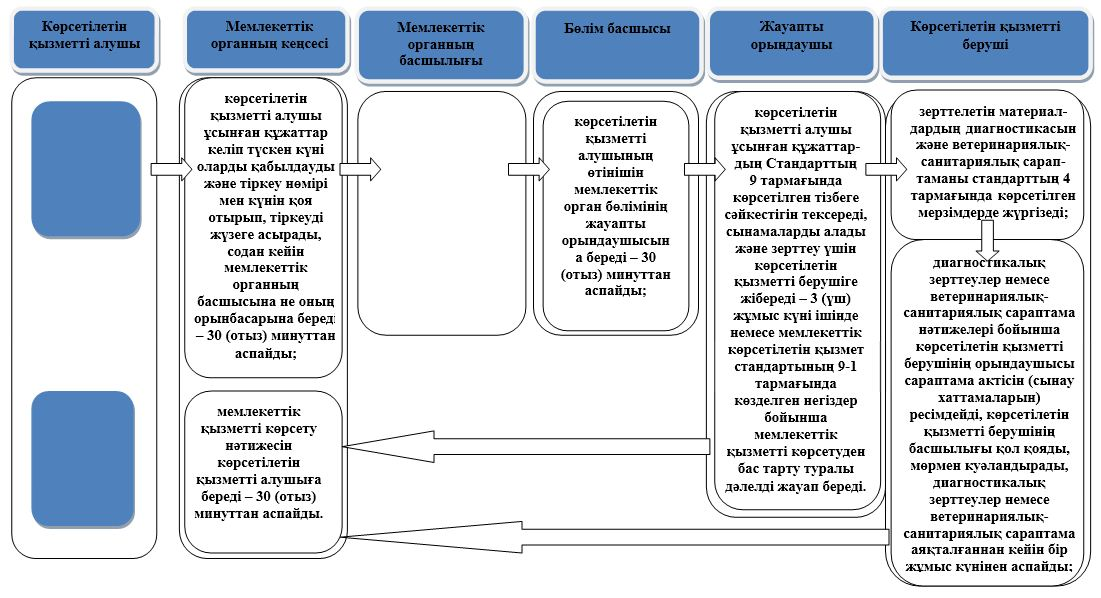 Көрсетілетін
қызметті алушы
Мемлекеттік
органның кеңсесі
Мемлекеттік
органның
басшылығы
Бөлім басшысы
Жауапты
орындаушы
Көрсетілетін қызметті
беруші
көрсетілетін
қызметті алушы
ұсынған құжаттар
келіп түскен күні
оларды қабылдауды
және тіркеу нөмірі
мен күнін қоя
отырып, тіркеуді
жүзеге асырады,
содан кейін
мемлекеттік
органның
басшысына не оның
орынбасарына береді
– 30 (отыз) минуттан
аспайды;
мемлекеттік
қызметті көрсету
нәтижесін
көрсетілетін
қызметті алушыға
береді – 30 (отыз)
минуттан аспайды.
көрсетілетін
қызметті
алушының
өтінішін
мемлекеттік
орган бөлімінің
жауапты
орындаушысын
а береді – 30
(отыз) минуттан
аспайды;
көрсетілетін
қызметті алушы
ұсынған құжаттар-
дың Стандарттың
9 тармағында
көрсетілген тізбеге
сәйкестігін тексереді,
сынамаларды алады
және зерттеу үшін
көрсетілетін
қызметті берушіге
жібереді – 3 (үш)
жұмыс күні ішінде
немесе мемлекеттік
көрсетілетін қызмет
стандартының 9-1
тармағында
көзделген негіздер
бойынша
мемлекеттік
қызметті көрсетуден
бас тарту туралы
дәлелді жауап береді.
зерттелетін материал-
дардың диагностикасын
және ветеринариялық-
санитариялық сарап-
таманы стандарттың 4
тармағында көрсетілген
мерзімдерде жүргізеді;
диагностикалық
зерттеулер немесе
ветеринариялық-
санитариялық сараптама
нәтижелері бойынша
көрсетілетін қызметті
берушінің орындаушысы
сараптама актісін (сынау
хаттамаларын)
ресімдейді, көрсетілетін
қызметті берушінің
басшылығы қол қояды,
мөрмен куәландырады,
диагностикалық
зерттеулер немесе
ветеринариялық-
санитариялық сараптама
аяқталғаннан кейін бір
жұмыс күнінен аспайды;